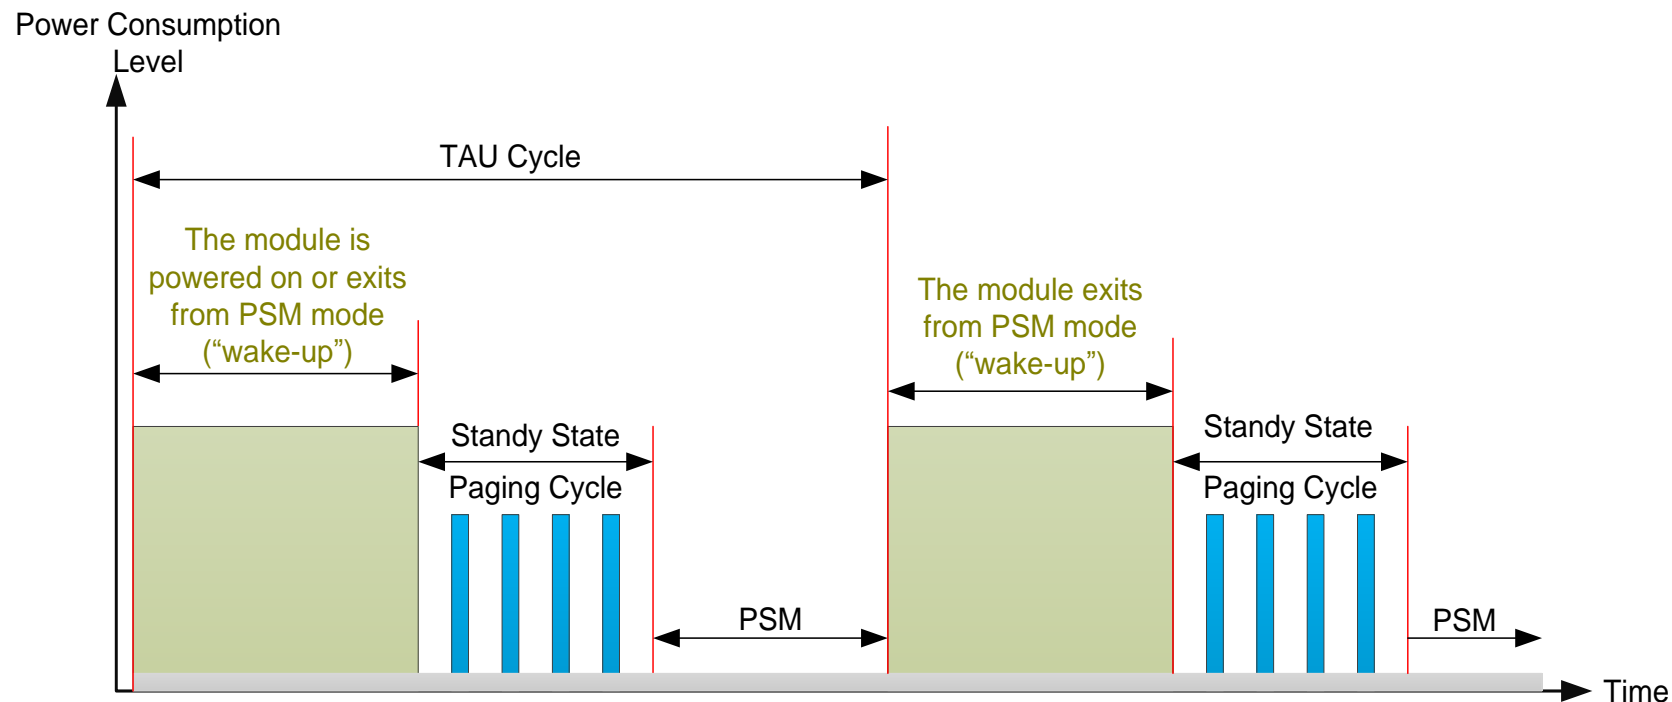 Power Consumption
Level
TAU Cycle
The module is
powered on or exits
from PSM mode
(“wake-up”)
The module exits
from PSM mode
(“wake-up”)
Standy State
Paging Cycle
Standy State
Paging Cycle
PSM
PSM
Time